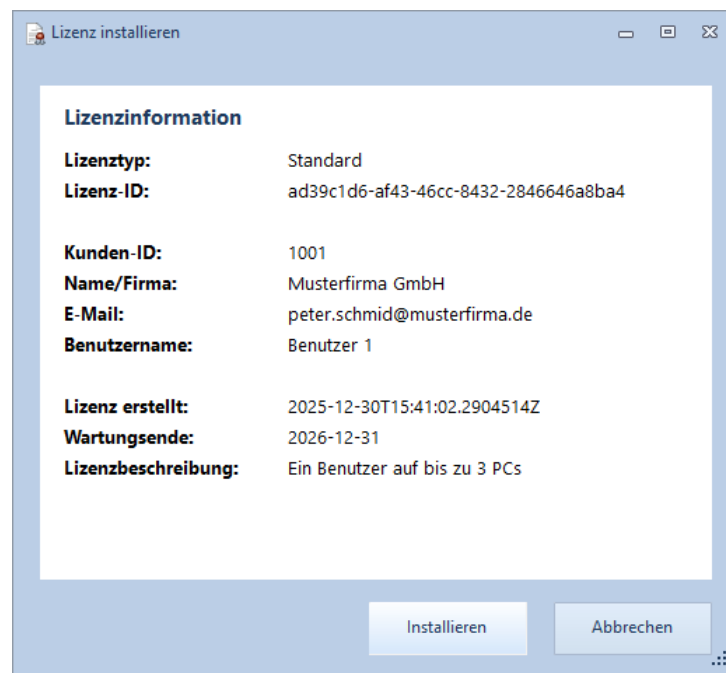 Lizenz installieren
Lizenzinformation
Lizenztyp: Standard
Lizenz-ID: ad39c1d6-af43-46cc-8432-2846646a8ba4
Kunden-ID: 1001
Name/Firma: Musterfirma GmbH
E-Mail: peter.schmid@musterfirma.de
Benutzername: Benutzer 1
Lizenz erstellt: 2025-12-30T15:41:02.2904514Z
Wartungsende: 2026-12-31
Lizenzbeschreibung: Ein Benutzer auf bis zu 3 PCs
Installieren Abbrechen